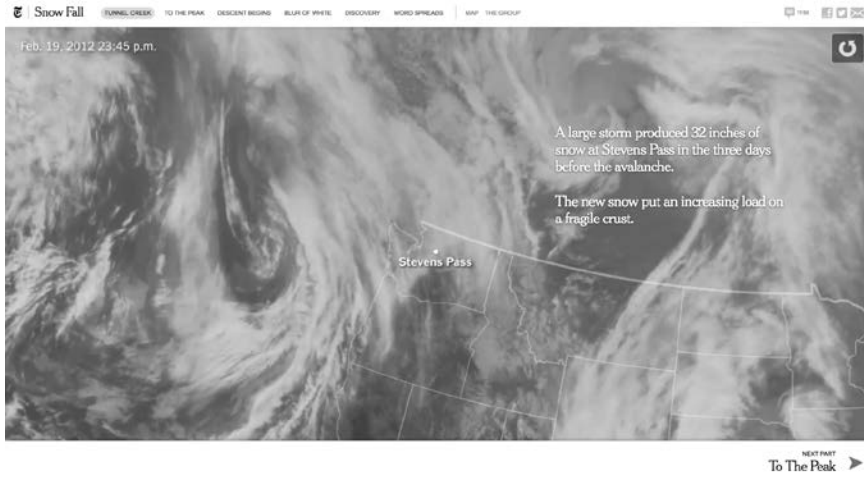 Snow Fall TUNNEL CREEK TO THE PEAK DESCENT BEGINS BLUR OF WHITE DISCOVERY WORD SPREADS MAP THE GROUP
Feb. 19, 2012 23:45 p.m.
A large storm produced 32 inches of
snow at Stevens Pass in the three days
before the avalanche.
The new snow put an increasing load on
a fragile crust.
Stevens Pass
NEXT PART
To The Peak